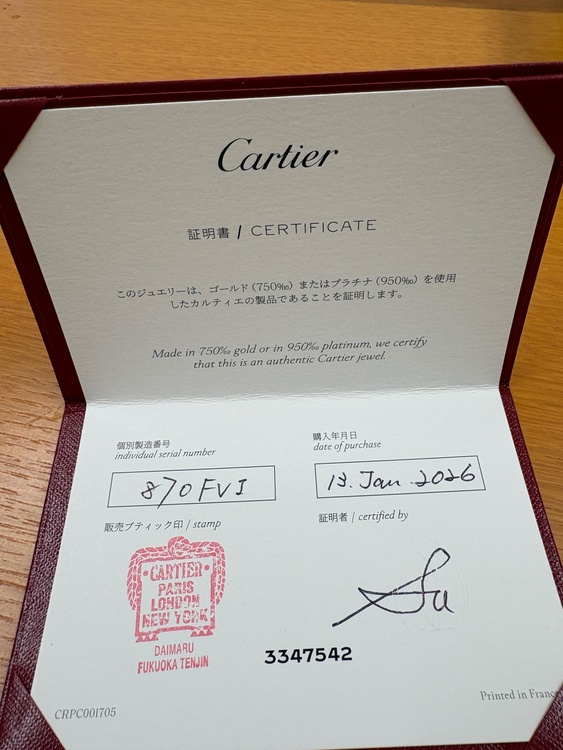 Cartier
証明書 / CERTIFICATE
このジュエリーは、ゴールド(750‰)またはプラチナ(950‰)を使用
したカルティエの製品であることを証明します。
Made in 750‰ gold or in 950‰ platinum, we certify
that this is an authentic Cartier jewel.
個別製造番号
individual serial number
870FVI
購入年月日
date of purchase
13. Jan. 2026
販売ブティック印 / stamp
証明者 / certified by
CARTIER
PARIS
LONDON
NEW YORK
DAIMARU
FUKUOKA TENJIN
3347542
CRPC001705
Printed in France